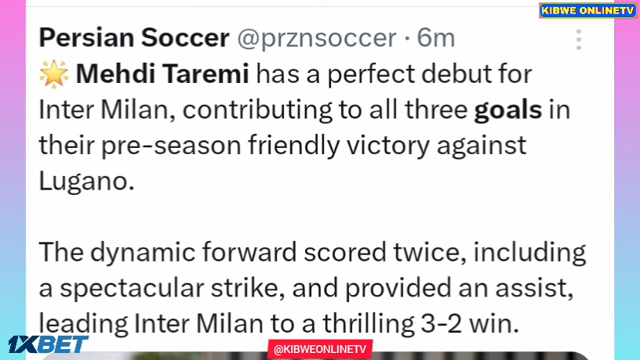 KIBWE ONLINETV
Persian Soccer @przns​occer · 6m
🌟 Mehdi Taremi has a perfect debut for
Inter Milan, contributing to all three goals in
their pre-season friendly victory against
Lugano.
The dynamic forward scored twice, including
a spectacular strike, and provided an assist,
leading Inter Milan to a thrilling 3-2 win.
1XBET
@KIBWEONLINETV